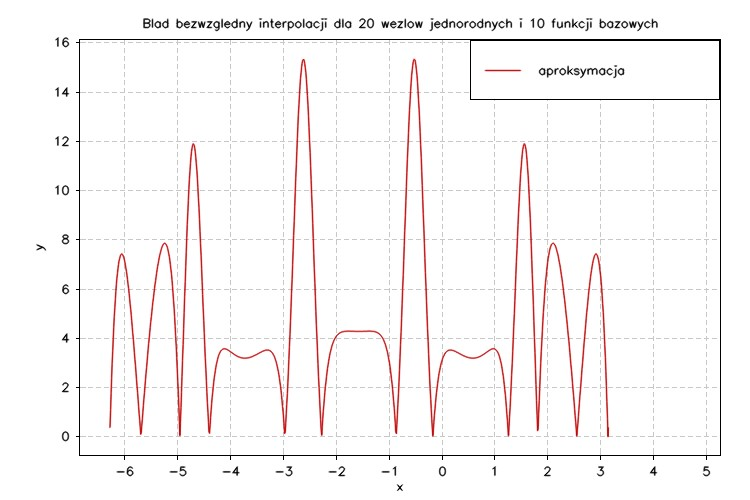 Blad bezwzgledny interpolacji dla 20 wezlow jednorodnych i 10 funkcji bazowych
aproksymacja
16
14
12
10
8
6
4
2
0
y
−6 −5 −4 −3 −2 −1 0 1 2 3 4 5
x